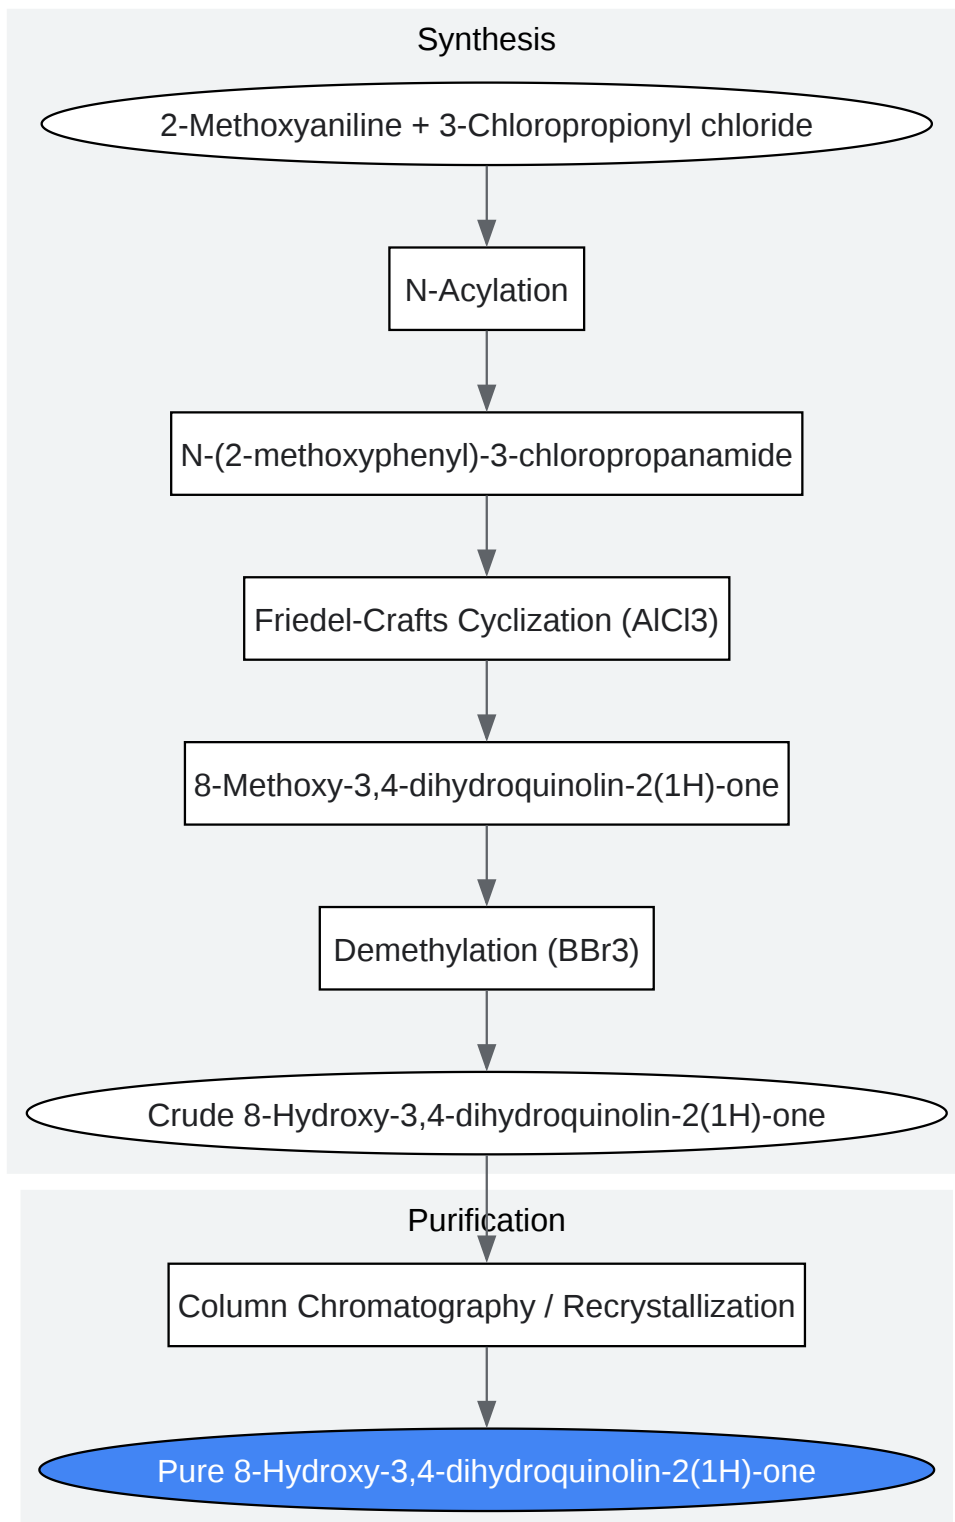 Synthesis
2-Methoxyaniline + 3-Chloropropionyl chloride
N-Acylation
N-(2-methoxyphenyl)-3-chloropropanamide
Friedel-Crafts Cyclization (AlCl3)
8-Methoxy-3,4-dihydroquinolin-2(1H)-one
Demethylation (BBr3)
Crude 8-Hydroxy-3,4-dihydroquinolin-2(1H)-one
Purification
Column Chromatography / Recrystallization
Pure 8-Hydroxy-3,4-dihydroquinolin-2(1H)-one